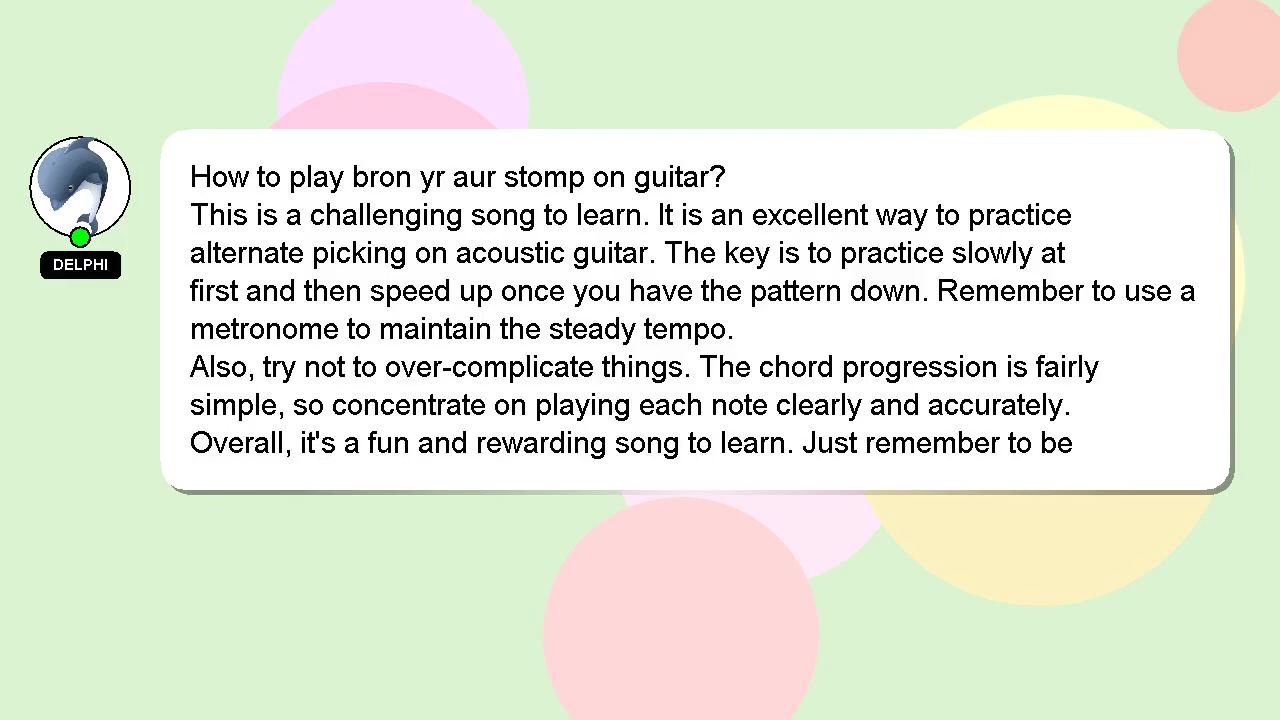 How to play bron yr aur stomp on guitar?
This is a challenging song to learn. It is an excellent way to practice
alternate picking on acoustic guitar. The key is to practice slowly at
first and then speed up once you have the pattern down. Remember to use a
metronome to maintain the steady tempo.
Also, try not to over-complicate things. The chord progression is fairly
simple, so concentrate on playing each note clearly and accurately.
Overall, it's a fun and rewarding song to learn. Just remember to be
DELPHI